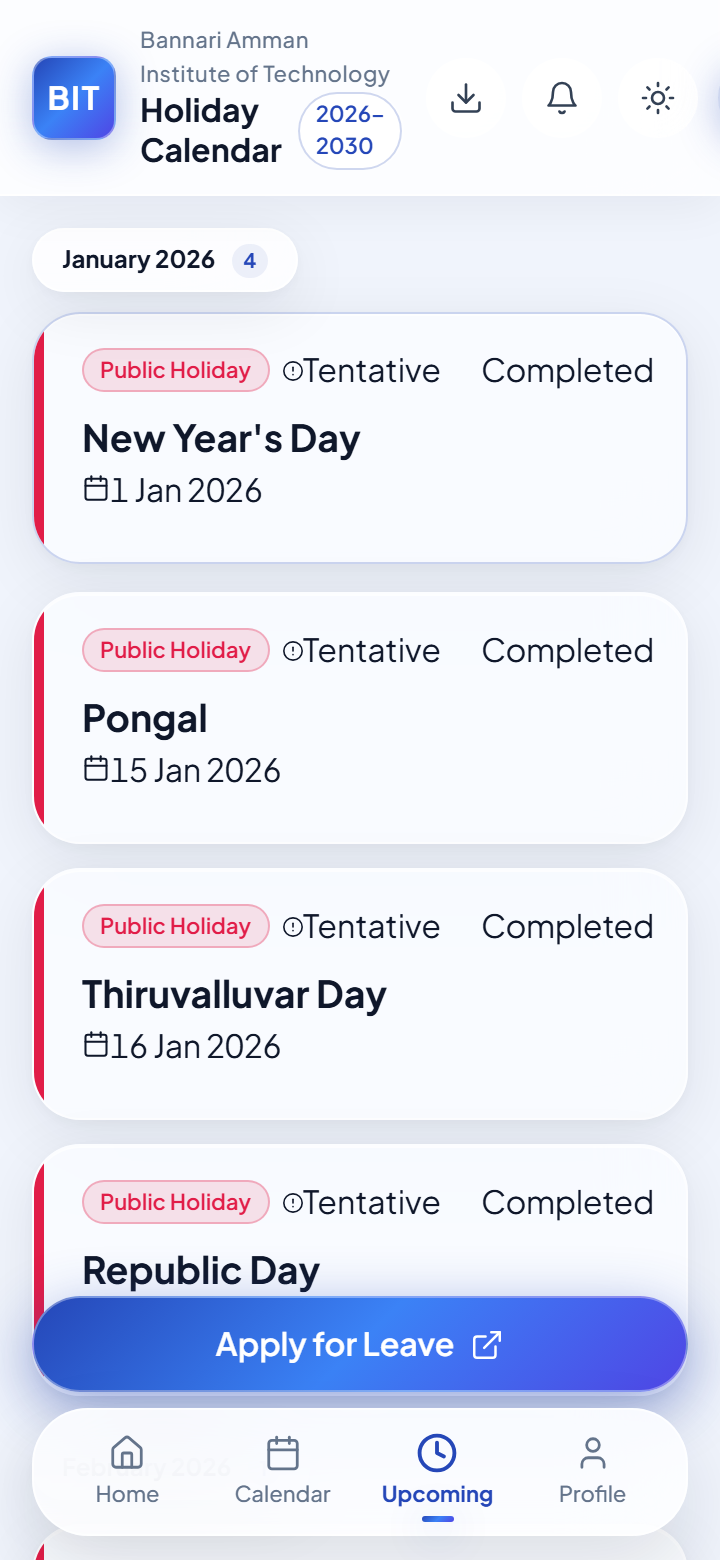 BIT
Bannari Amman
Institute of Technology
Holiday
Calendar
2026–
2030
January 2026 4
Public Holiday Tentative Completed
New Year's Day
1 Jan 2026
Public Holiday Tentative Completed
Pongal
15 Jan 2026
Public Holiday Tentative Completed
Thiruvalluvar Day
16 Jan 2026
Public Holiday Tentative Completed
Republic Day
Apply for Leave
February 2026
Home Calendar Upcoming Profile